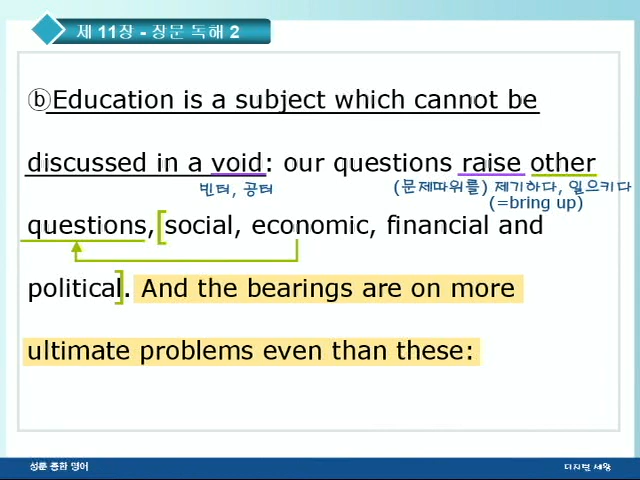 제 11장 - 장문 독해 2
ⓑEducation is a subject which cannot be
discussed in a void: our questions raise other
빈터, 공터
(문제따위를) 제기하다, 일으키다
(=bring up)
questions, [social, economic, financial and
political]. And the bearings are on more
ultimate problems even than these:
성문 종합 영어
디지털 세왕